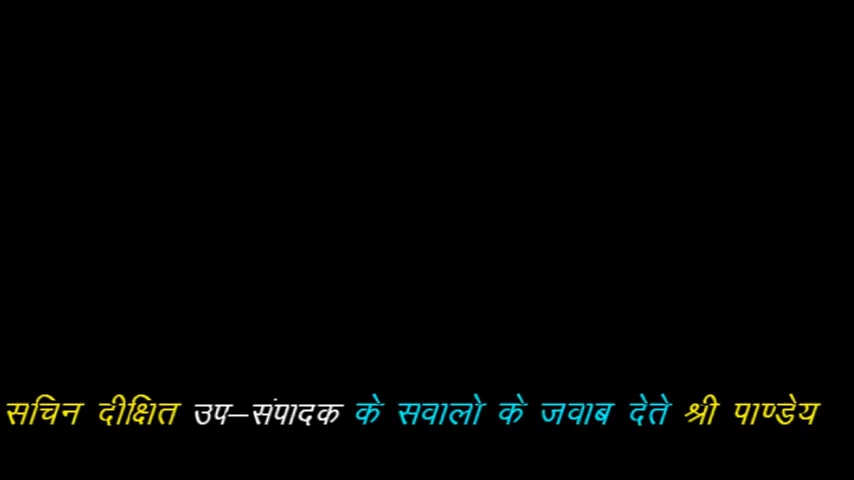 सचिन दीक्षित उप–संपादक के सवालो के जवाब देते श्री पाण्डेय